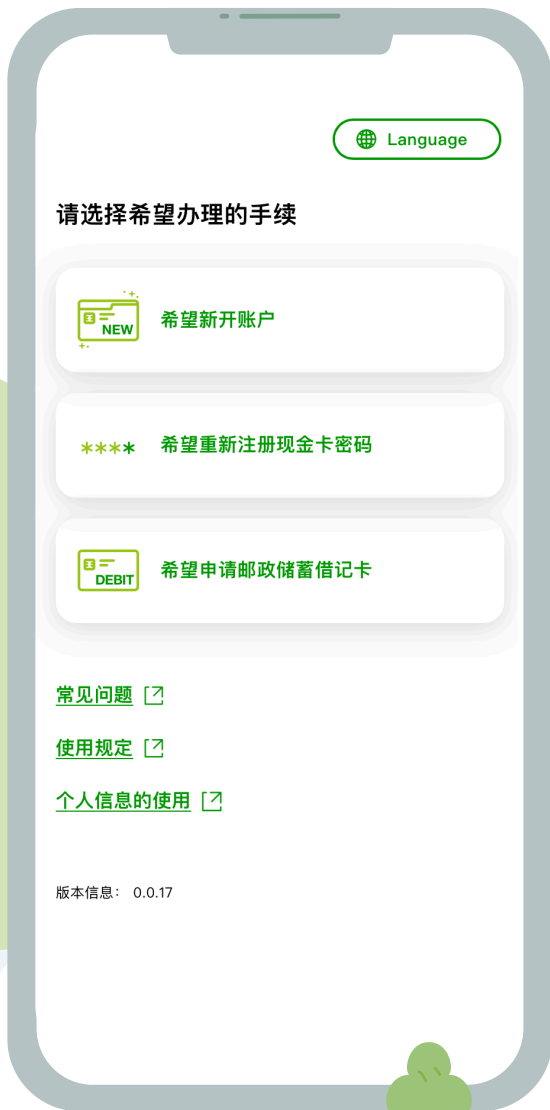 Language
请选择希望办理的手续
NEW
希望新开账户
****
希望重新注册现金卡密码
DEBIT
希望申请邮政储蓄借记卡
常见问题
使用规定
个人信息的使用
版本信息： 0.0.17